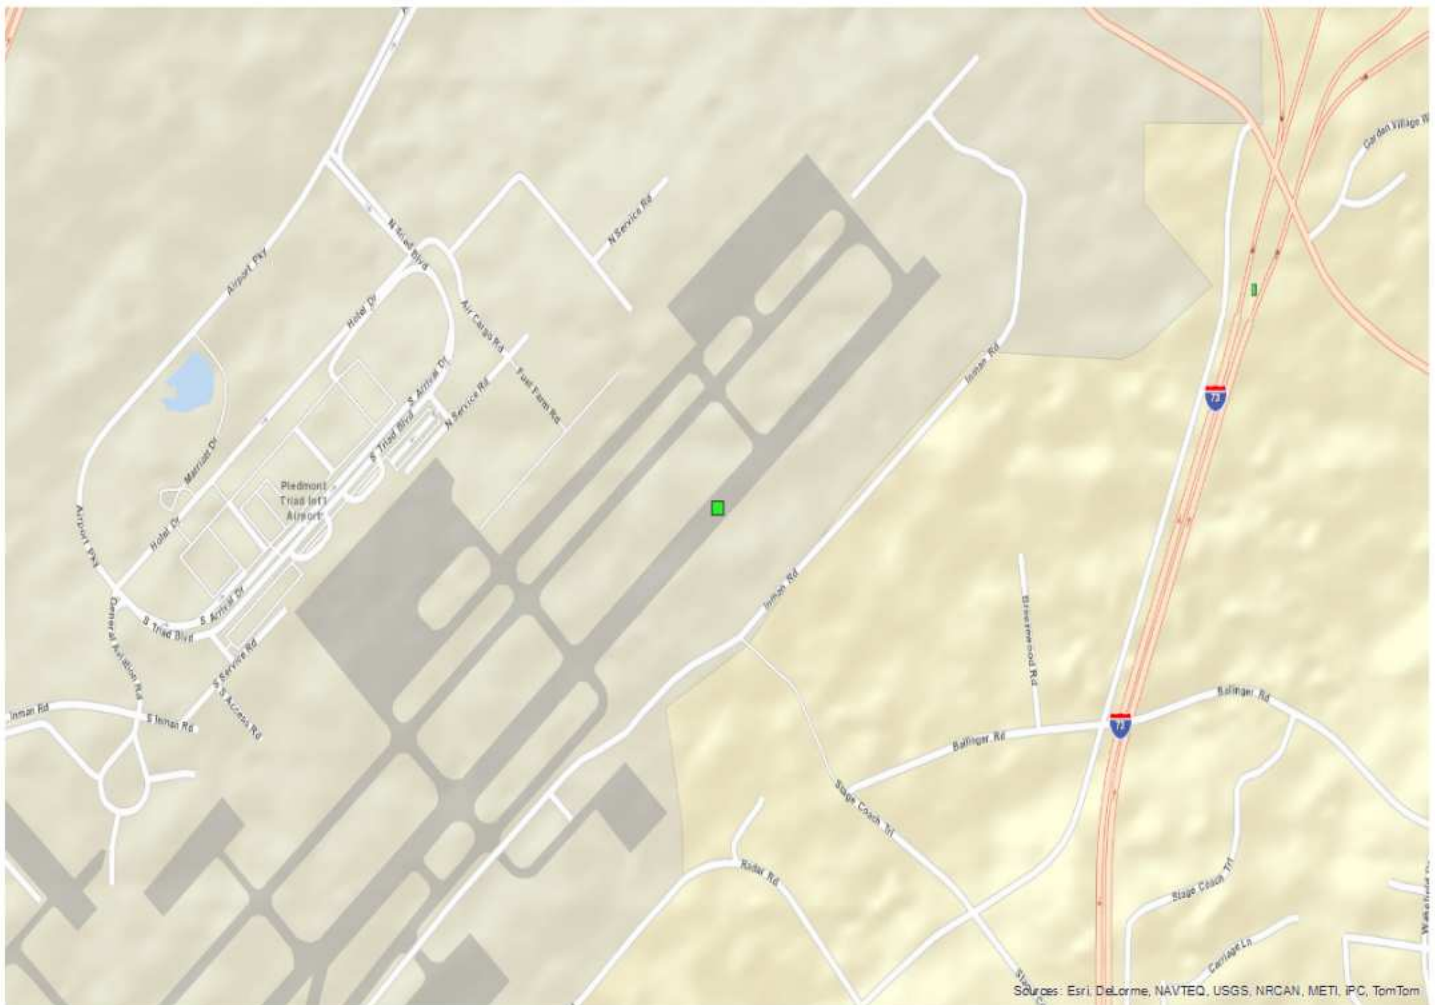 Garden Village W
N Triad Blvd
N Service Rd
Airport Pky
Hotel Dr
Air Cargo Rd
Inman Rd
S Arrival Dr
N Service Rd
Fuel Farm Rd
73
S Triad Blvd
Marriott Dr
Piedmont
Triad Int'l
Airport
Airport Pky
Hotel Dr
Inman Rd
General Aviation Rd
S Arrival Dr
S Triad Blvd
S Service Rd
S Access Rd
Inman Rd
S Inman Rd
Ballinger Rd
73
Ballinger Rd
Stage Coach Trl
Radar Rd
Stage Coach Trl
Carriage Ln
Stage C
Sources: Esri, DeLorme, NAVTEQ, USGS, NRCAN, METI, iPC, TomTom